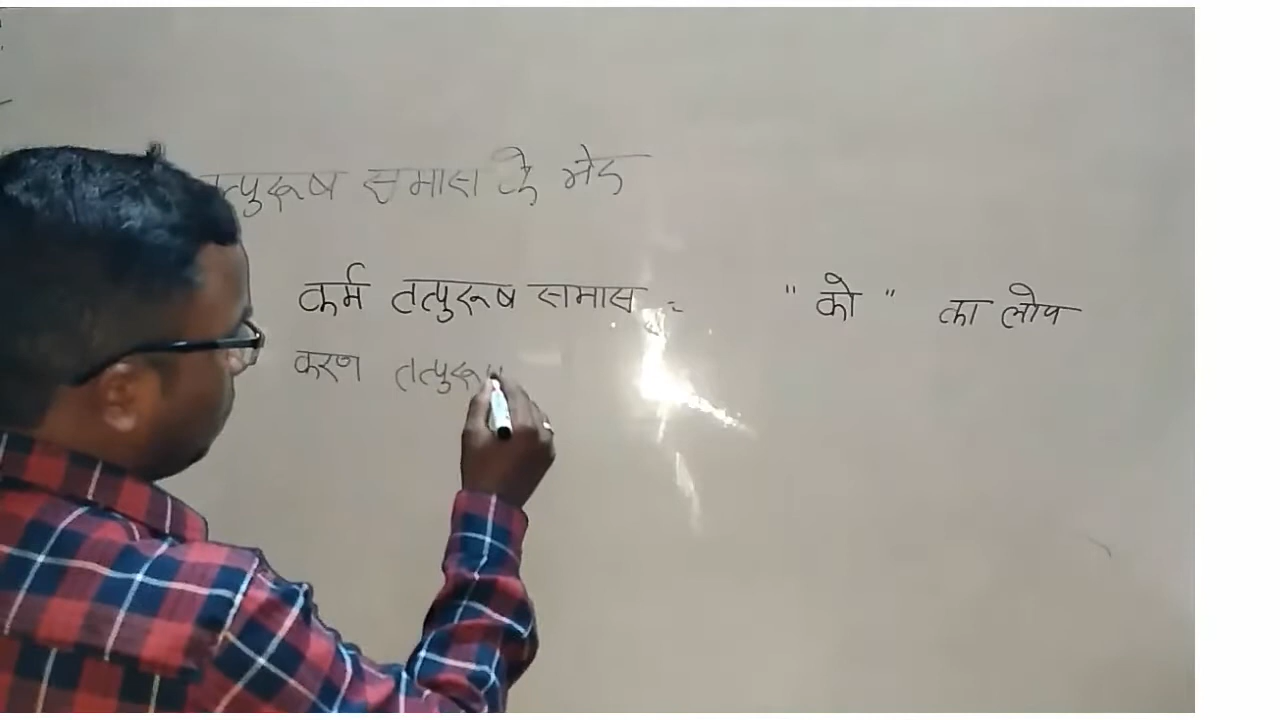 तत्पुरूष समास के भेद
कर्म तत्पुरूष समास = " को " का लोप
करण तत्पुरूष